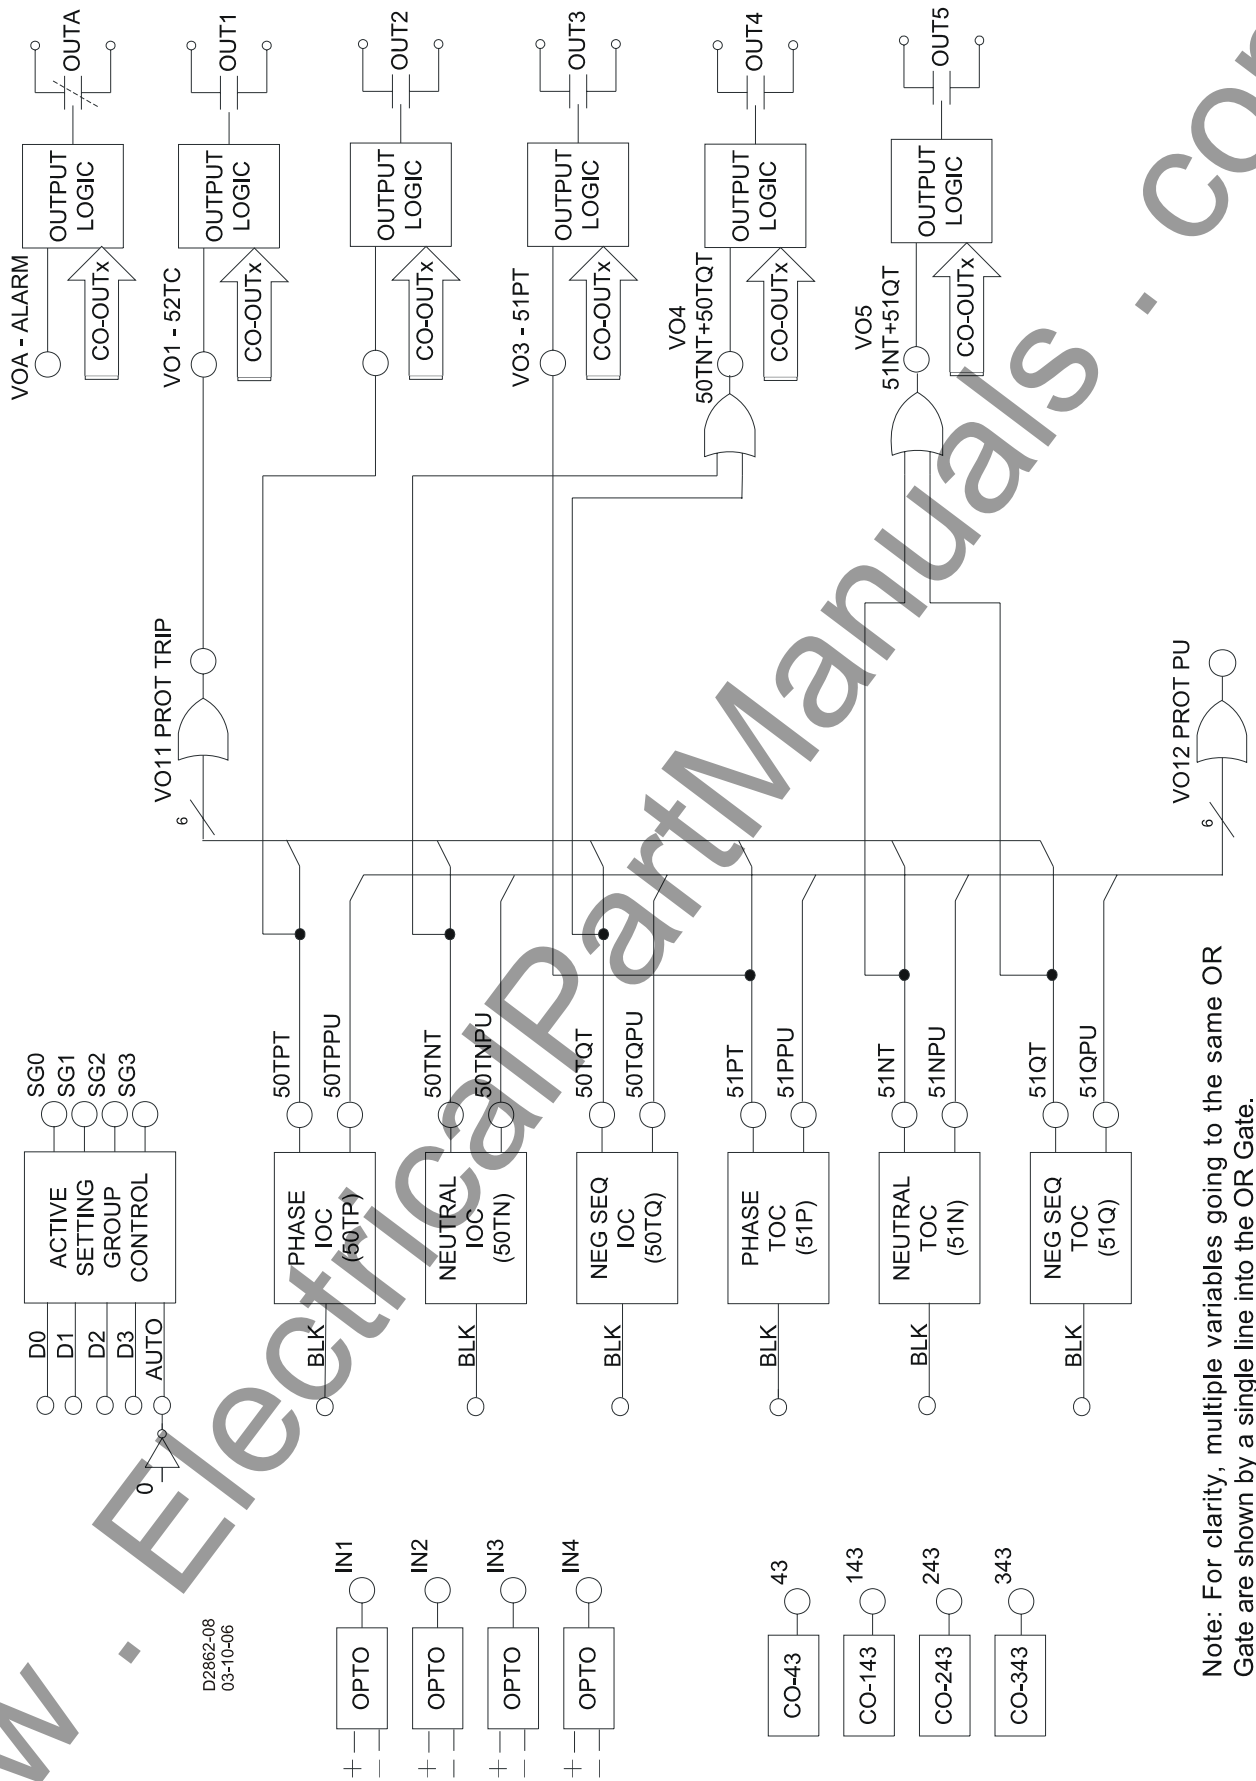 D0
D1
D2
D3
AUTO
0
ACTIVE
SETTING
GROUP
CONTROL
SG0
SG1
SG2
SG3
BLK
PHASE
IOC
(50TP)
50TPT
50TPPU
BLK
NEUTRAL
IOC
(50TN)
50TNT
50TNPU
BLK
NEG SEQ
IOC
(50TQ)
50TQT
50TQPU
BLK
PHASE
TOC
(51P)
51PT
51PPU
BLK
NEUTRAL
TOC
(51N)
51NT
51NPU
BLK
NEG SEQ
TOC
(51Q)
51QT
51QPU
6
VO11 PROT TRIP
6
VO12 PROT PU
VOA - ALARM
CO-OUTx
OUTPUT
LOGIC
OUTA
VO1 - 52TC
CO-OUTx
OUTPUT
LOGIC
OUT1
CO-OUTx
OUTPUT
LOGIC
OUT2
VO3 - 51PT
CO-OUTx
OUTPUT
LOGIC
OUT3
VO4
50TNT+50TQT
CO-OUTx
OUTPUT
LOGIC
OUT4
VO5
51NT+51QT
CO-OUTx
OUTPUT
LOGIC
OUT5
D2862-08
03-10-06
+
—
OPTO
IN1
+
—
OPTO
IN2
+
—
OPTO
IN3
+
—
OPTO
IN4
CO-43
43
CO-143
143
CO-243
243
CO-343
343
Note: For clarity, multiple variables going to the same OR
Gate are shown by a single line into the OR Gate.
w . ElectricalPartManuals . com